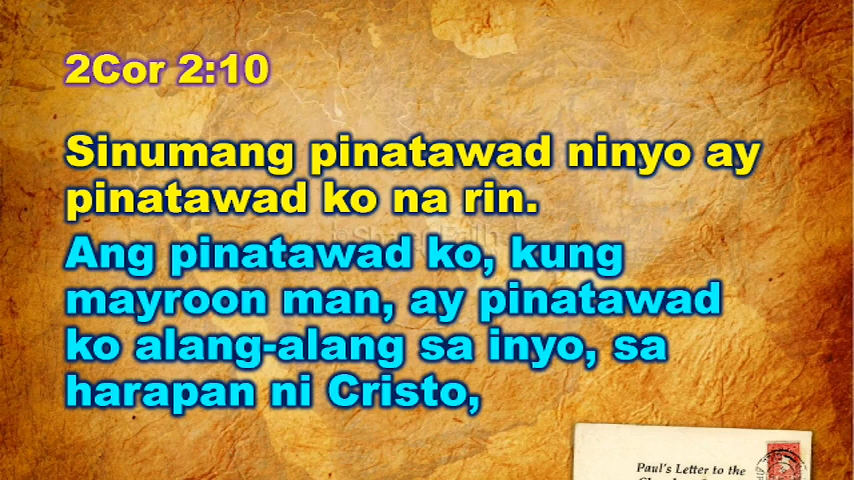 2Cor 2:10
Sinumang pinatawad ninyo ay
pinatawad ko na rin.
Ang pinatawad ko, kung
mayroon man, ay pinatawad
ko alang-alang sa inyo, sa
harapan ni Cristo,
Paul's Letter to the